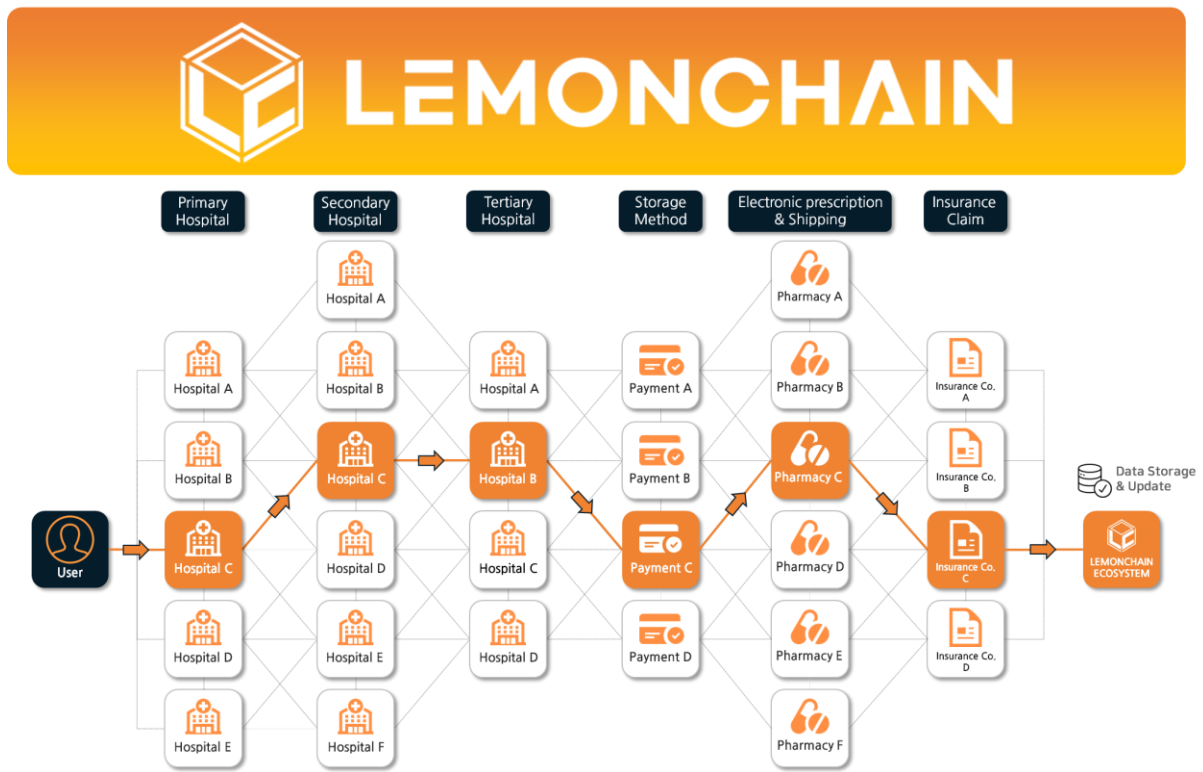 LEMONCHAIN
Primary
Hospital
Secondary
Hospital
Tertiary
Hospital
Storage
Method
Electronic prescription
& Shipping
Insurance
Claim
User
Hospital A
Hospital B
Hospital C
Hospital D
Hospital E
Hospital A
Hospital B
Hospital C
Hospital D
Hospital E
Hospital F
Hospital A
Hospital B
Hospital C
Hospital D
Payment A
Payment B
Payment C
Payment D
Pharmacy A
Pharmacy B
Pharmacy C
Pharmacy D
Pharmacy E
Pharmacy F
Insurance Co,
A
Insurance Co,
B
Insurance Co,
C
Insurance Co,
D
Data Storage
& Update
LEMONCHAIN
ECOSYSTEM